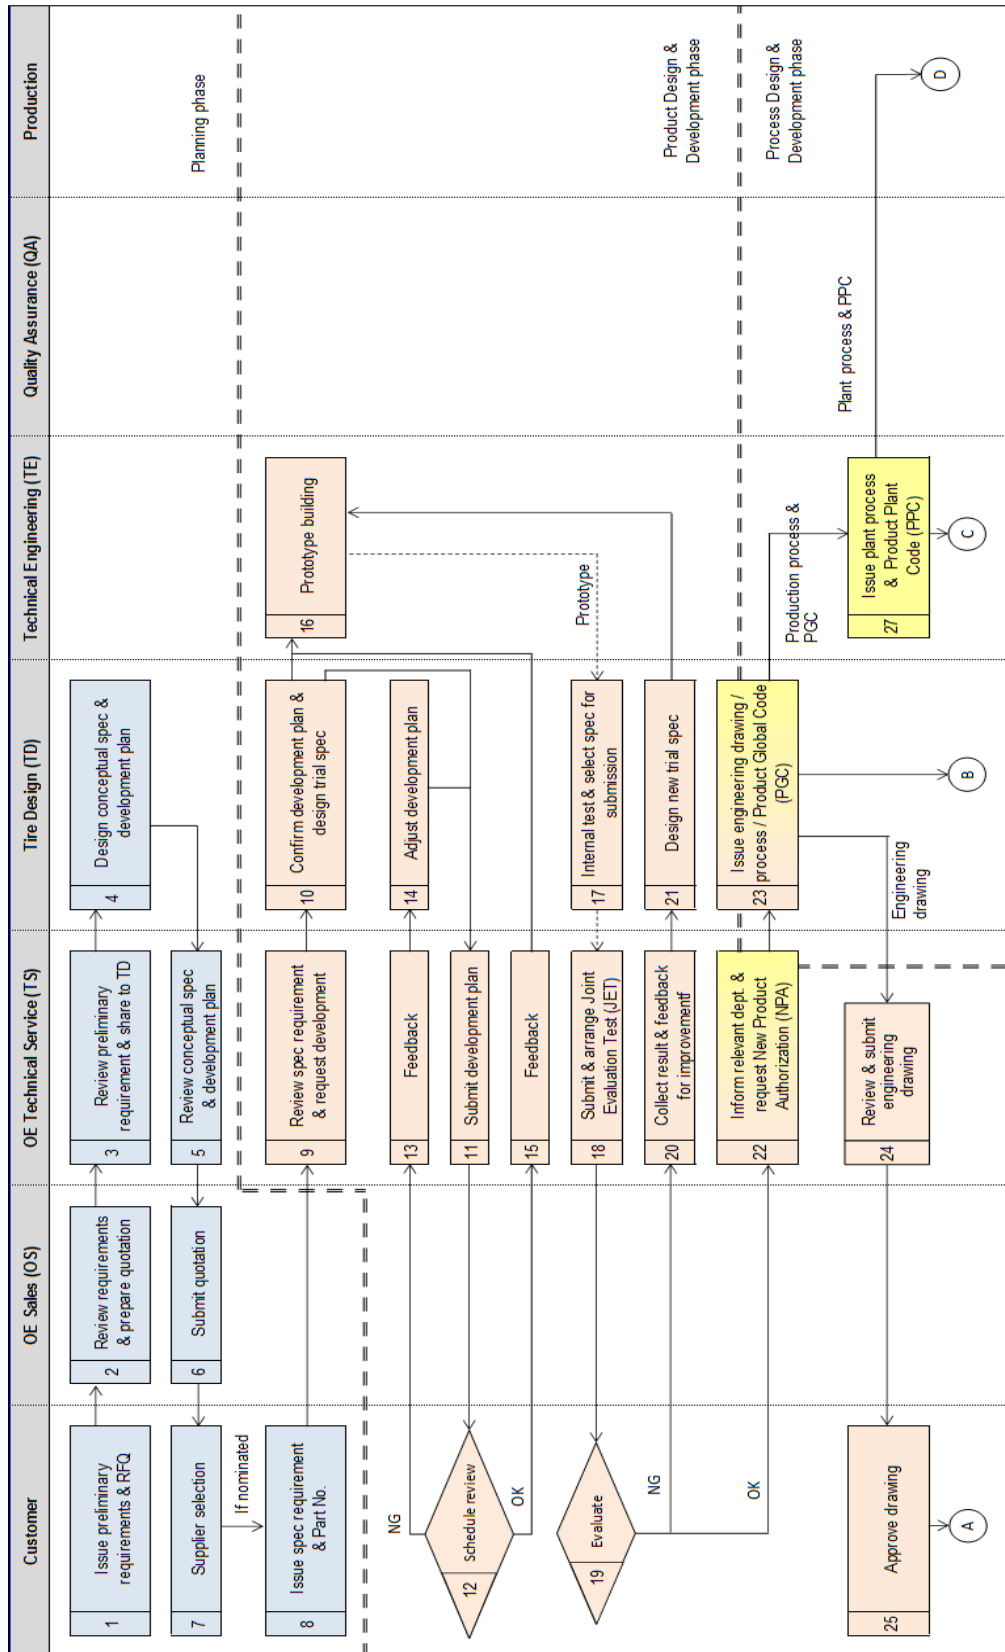 Customer
OE Sales (OS)
OE Technical Service (TS)
Tire Design (TD)
Technical Engineering (TE)
Quality Assurance (QA)
Production
Planning phase
1
Issue preliminary
requirements & RFQ
2
Review requirements
& prepare quotation
3
Review preliminary
requirement & share to TD
4
Design conceptual spec &
development plan
5
Review conceptual spec
& development plan
6
Submit quotation
7
Supplier selection
If nominated
8
Issue spec requirement
& Part No.
9
Review spec requirement
& request development
10
Confirm development plan &
design trial spec
16
Prototype building
13
Feedback
14
Adjust development plan
NG
11
Submit development plan
12
Schedule review
OK
15
Feedback
Prototype
17
Internal test & select spec for
submission
18
Submit & arrange Joint
Evaluation Test (JET)
19
Evaluate
NG
20
Collect result & feedback
for improvementf
21
Design new trial spec
Product Design &
Development phase
OK
22
Inform relevant dept. &
request New Product
Authorization (NPA)
23
Issue engineering drawing /
process / Product Global Code
(PGC)
Process Design &
Development phase
Production process &
PGC
27
Issue plant process
& Product Plant
Code (PPC)
Plant process & PPC
Engineering
drawing
24
Review & submit
engineering
drawing
25
Approve drawing
A
B
C
D